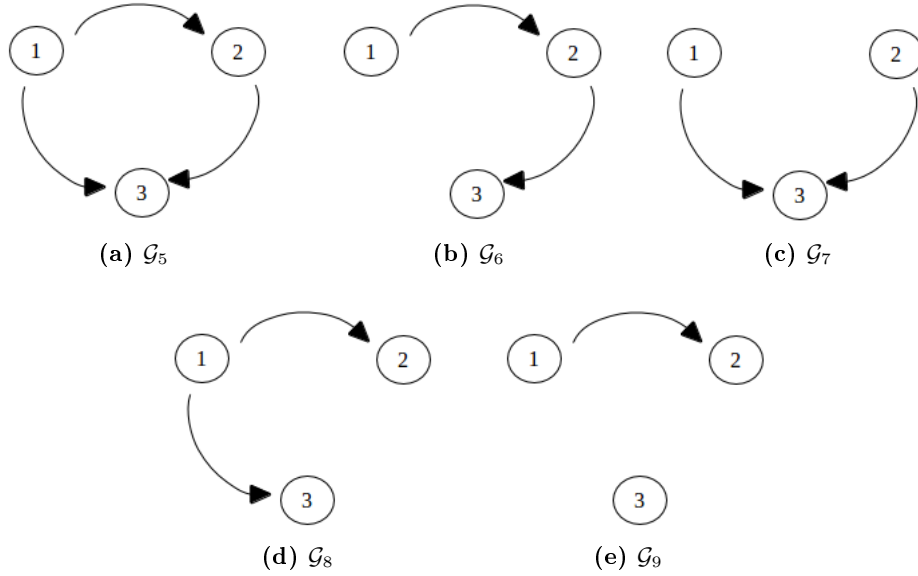 1 2 1 2 1 2
3 3 3
(a) 𝒢₅ (b) 𝒢₆ (c) 𝒢₇
1 2 1 2
3 3
(d) 𝒢₈ (e) 𝒢₉